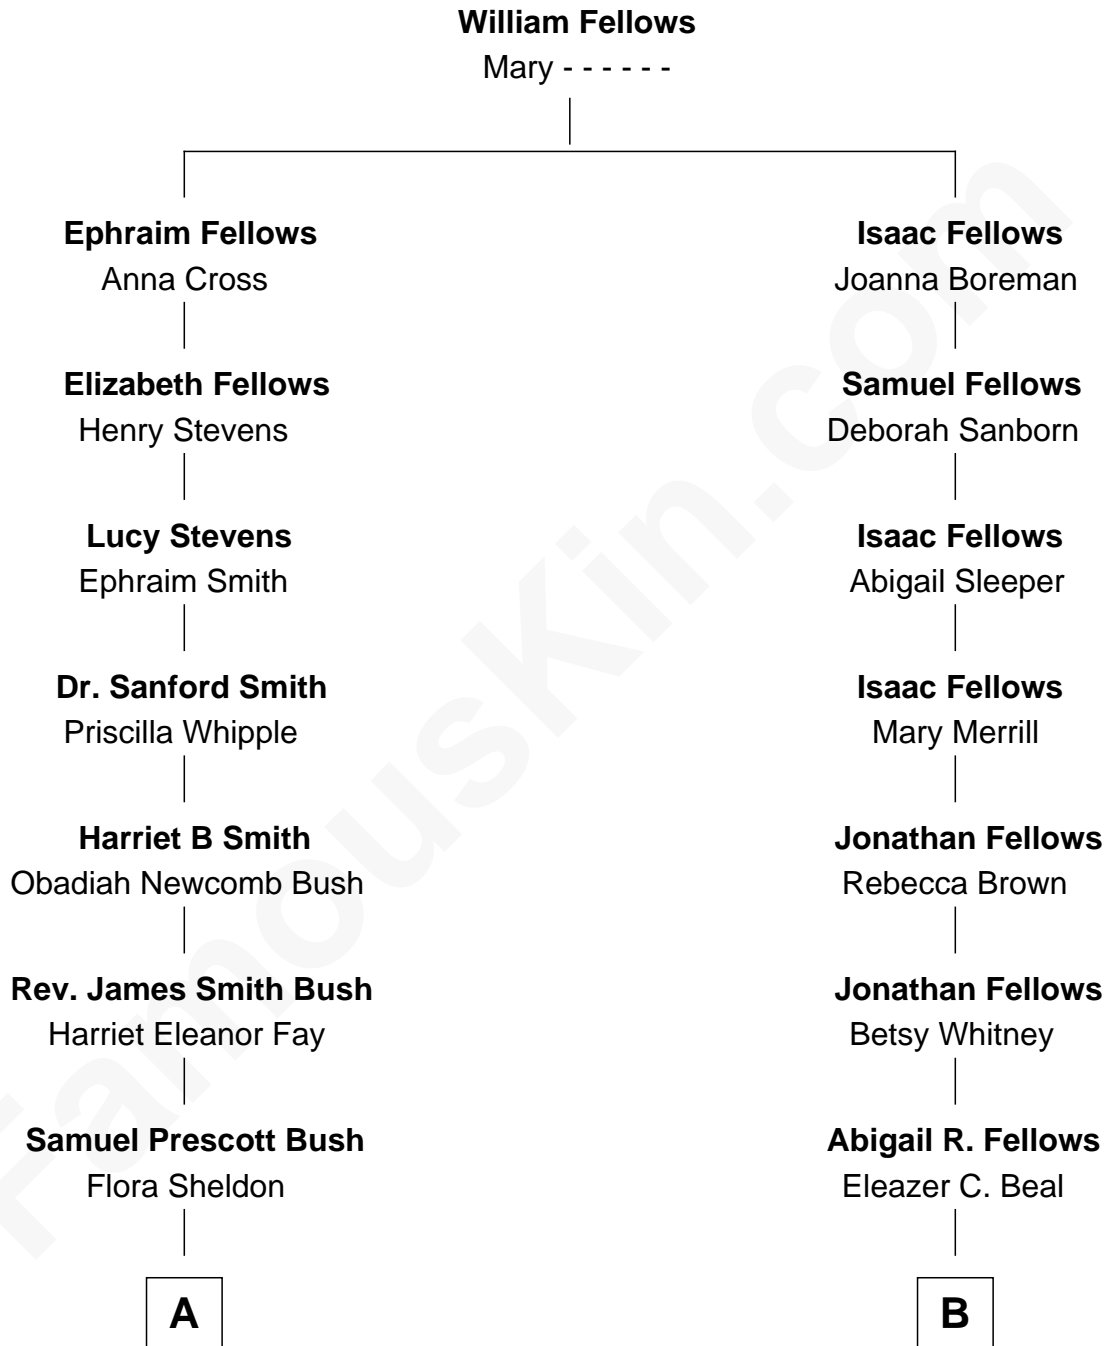 William Fellows
Mary - - - - - -
Ephraim Fellows
Anna Cross
Isaac Fellows
Joanna Boreman
Elizabeth Fellows
Henry Stevens
Samuel Fellows
Deborah Sanborn
Lucy Stevens
Ephraim Smith
Isaac Fellows
Abigail Sleeper
Dr. Sanford Smith
Priscilla Whipple
Isaac Fellows
Mary Merrill
Harriet B Smith
Obadiah Newcomb Bush
Jonathan Fellows
Rebecca Brown
Rev. James Smith Bush
Harriet Eleanor Fay
Jonathan Fellows
Betsy Whitney
Samuel Prescott Bush
Flora Sheldon
Abigail R. Fellows
Eleazer C. Beal
A
B
FamousKin.com